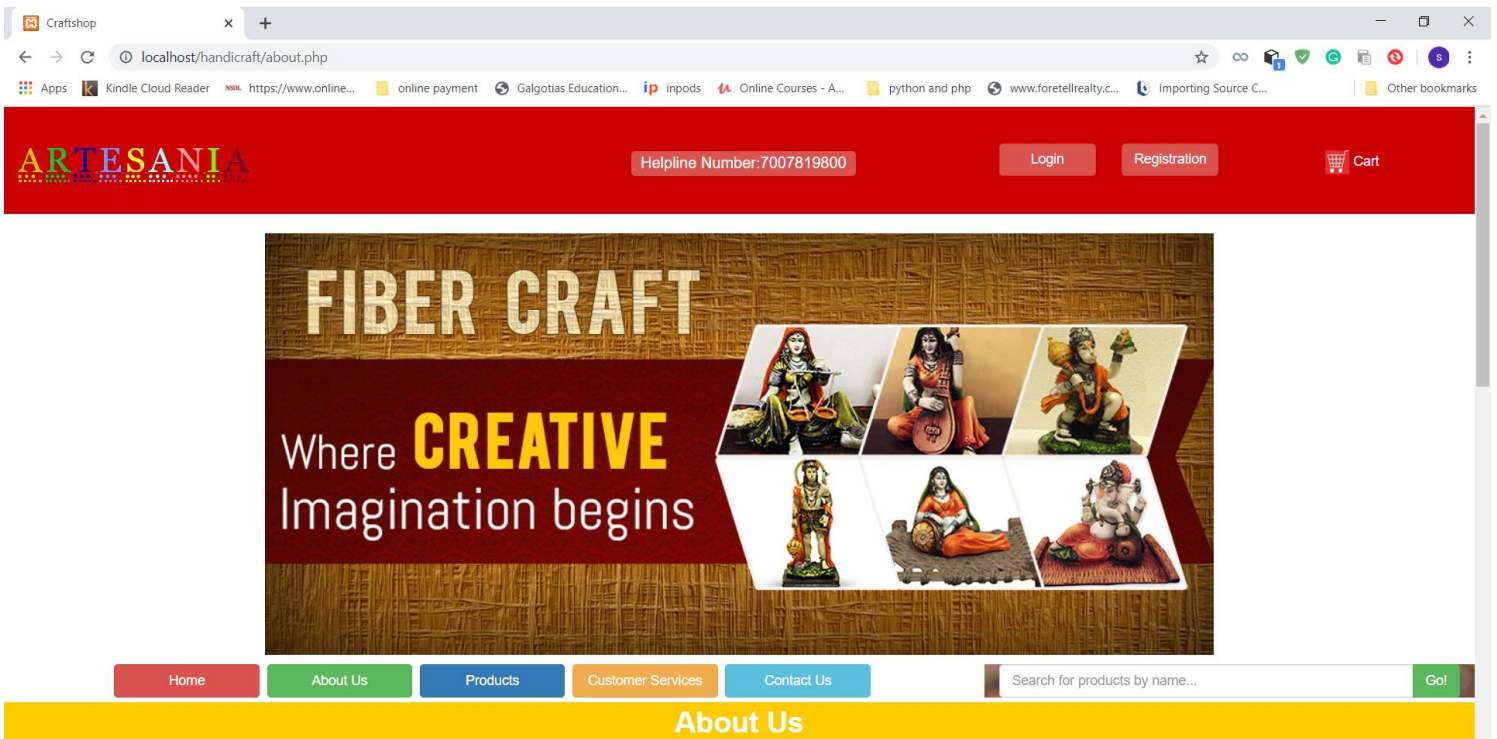 Craftshop
localhost/handicraft/about.php
Apps Kindle Cloud Reader NSDL https://www.online... online payment Galgotias Education... ip inpods Online Courses - A... python and php www.foretellrealty.c... Importing Source C... Other bookmarks
ARTESANIA Helpline Number:7007819800 Login Registration Cart
FIBER CRAFT
Where CREATIVE
Imagination begins
Home About Us Products Customer Services Contact Us Search for products by name... Go!
About Us